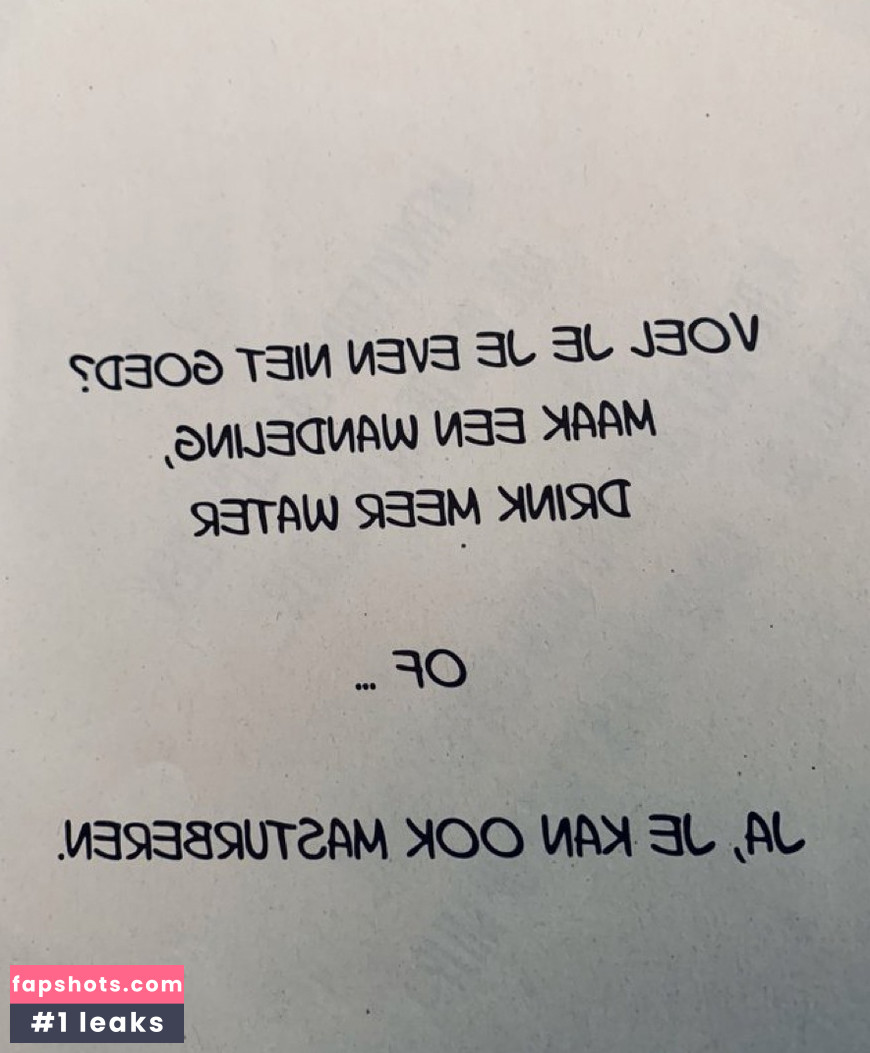 VOEL JE JE EVEN NIET GOED?
MAAK EEN WANDELING,
DRINK MEER WATER
OF ...
JA, JE KAN OOK MASTURBEREN.
fapshots.com
#1 leaks